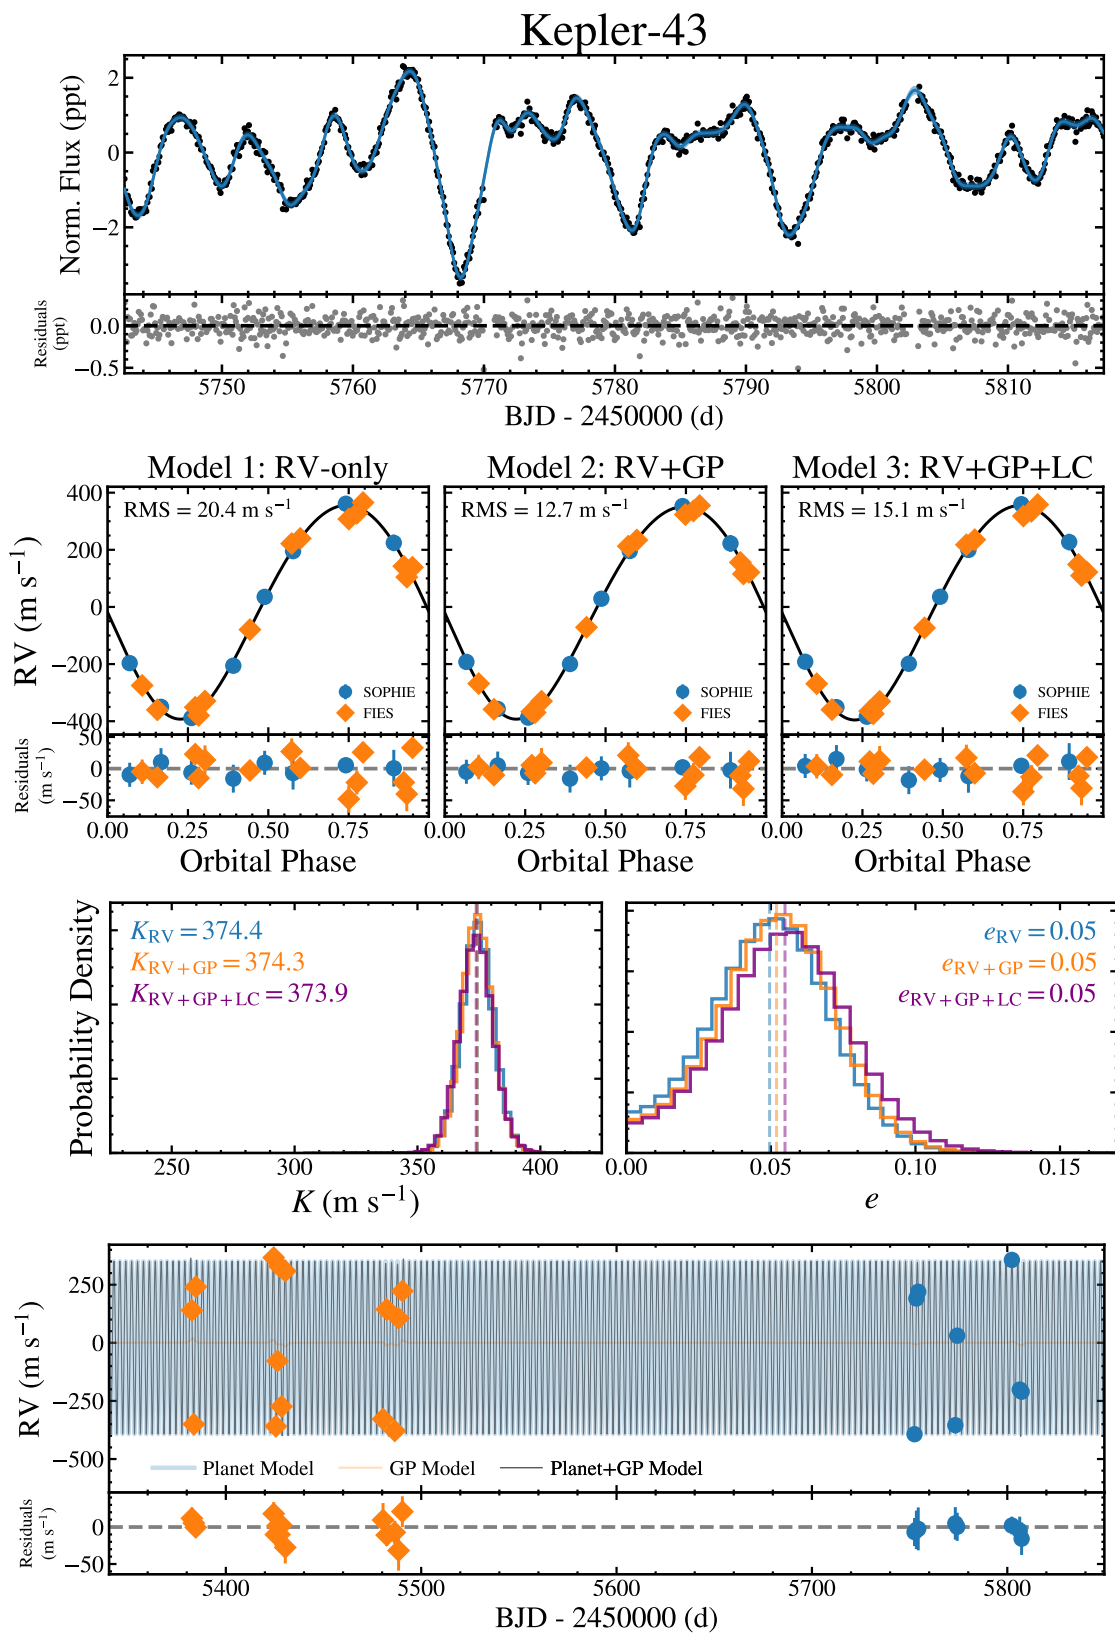 Kepler-43
Norm. Flux (ppt)
2
0
−2
Residuals
(ppt)
0.0
−0.5
5750 5760 5770 5780 5790 5800 5810
BJD - 2450000 (d)
Model 1: RV-only
Model 2: RV+GP
Model 3: RV+GP+LC
RV (m s⁻¹)
400
200
0
−200
−400
RMS = 20.4 m s⁻¹
RMS = 12.7 m s⁻¹
RMS = 15.1 m s⁻¹
SOPHIE
FIES
SOPHIE
FIES
SOPHIE
FIES
Residuals
(m s⁻¹)
50
0
−50
0.00 0.25 0.50 0.75 0.00 0.25 0.50 0.75 0.00 0.25 0.50 0.75
Orbital Phase
Orbital Phase
Orbital Phase
Probability Density
K_RV = 374.4
K_RV+GP = 374.3
K_RV+GP+LC = 373.9
250 300 350 400
K (m s⁻¹)
e_RV = 0.05
e_RV+GP = 0.05
e_RV+GP+LC = 0.05
0.00 0.05 0.10 0.15
e
RV (m s⁻¹)
250
0
−250
−500
Planet Model
GP Model
Planet+GP Model
Residuals
(m s⁻¹)
0
−50
5400 5500 5600 5700 5800
BJD - 2450000 (d)